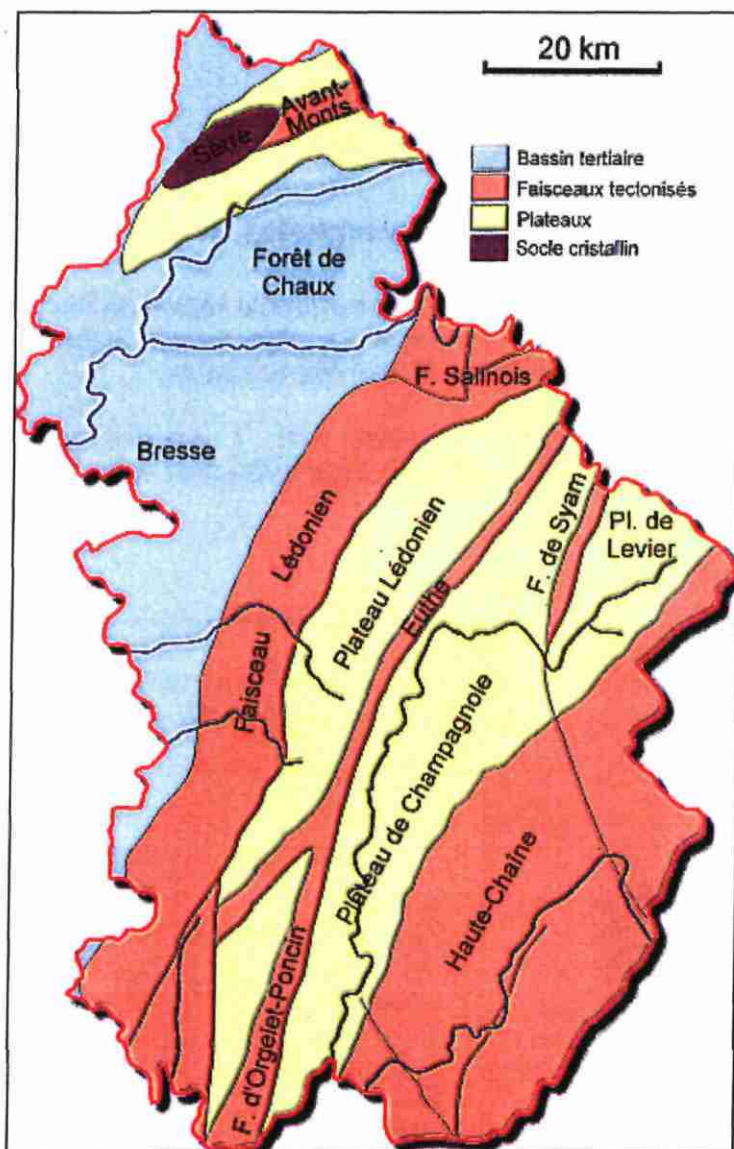 20 km
Bassin tertiaire
Faisceaux tectonisés
Plateaux
Socle cristallin
Avant-
Monts
Serre
Forêt de
Chaux
F. Salinois
Bresse
Lédonien
Faisceau
Plateau Lédonien
Euthe
F. de Syam
Pl. de
Levier
Plateau de Champagnole
Haute-Chaîne
F. d'Orgelet-Poncin